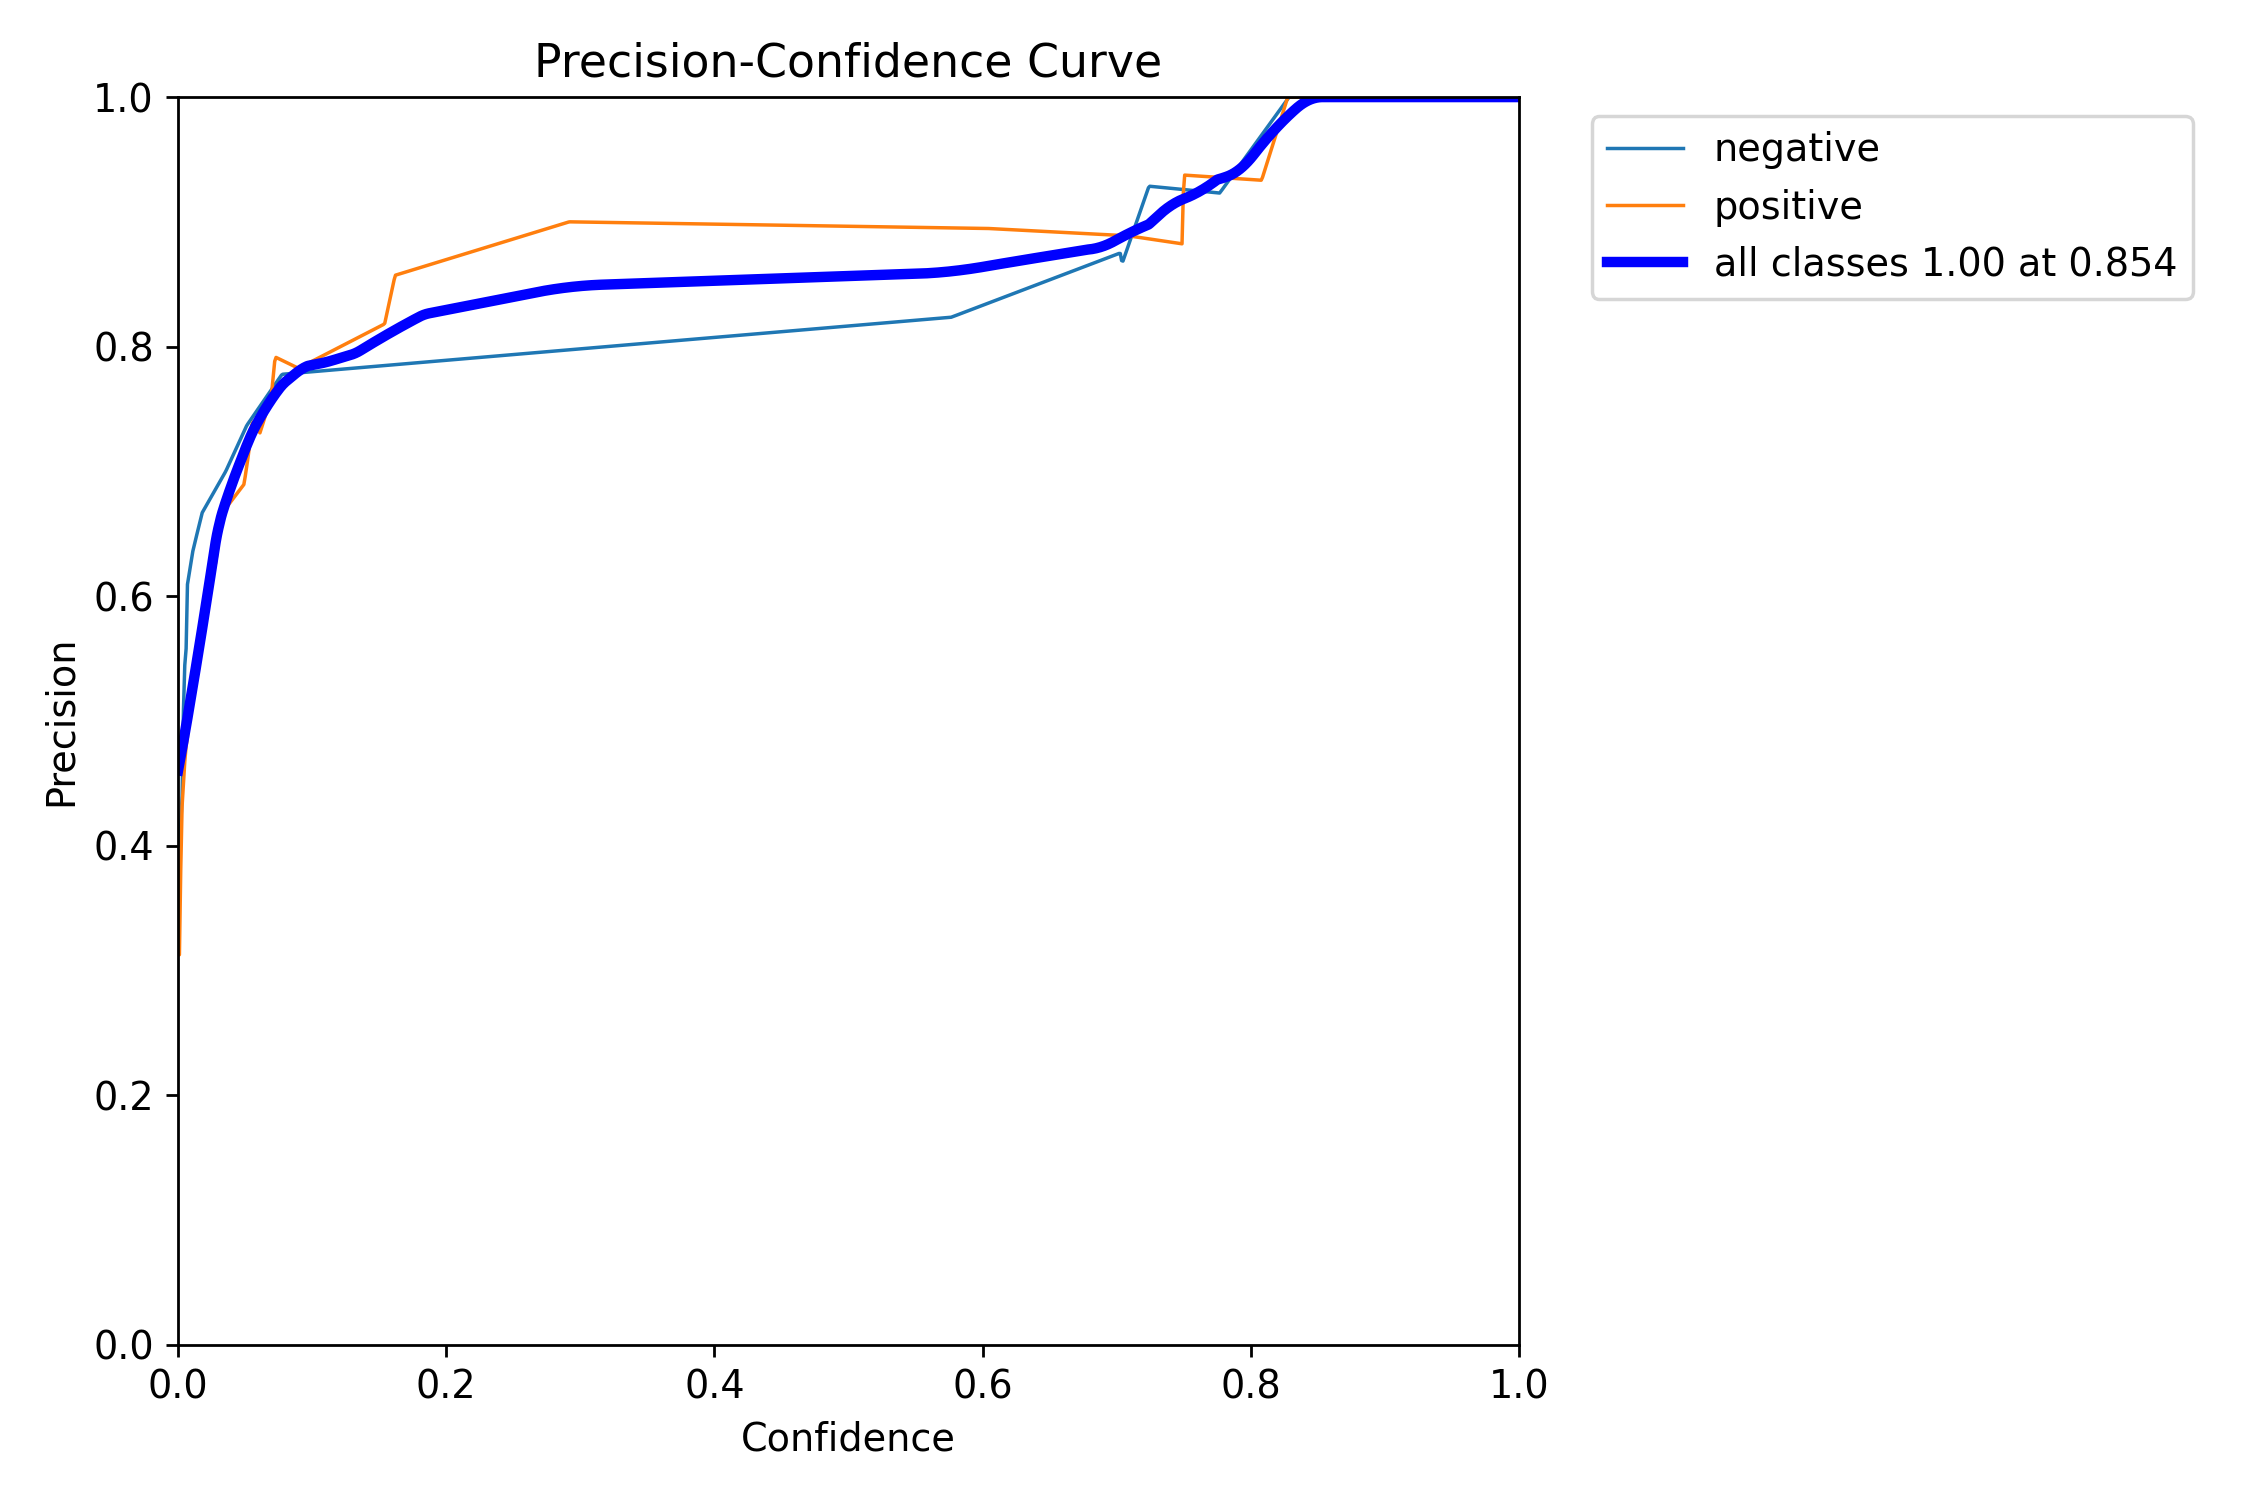 Precision-Confidence Curve
1.0
0.8
0.6
0.4
0.2
0.0
Precision
0.0 0.2 0.4 0.6 0.8 1.0
Confidence
negative
positive
all classes 1.00 at 0.854